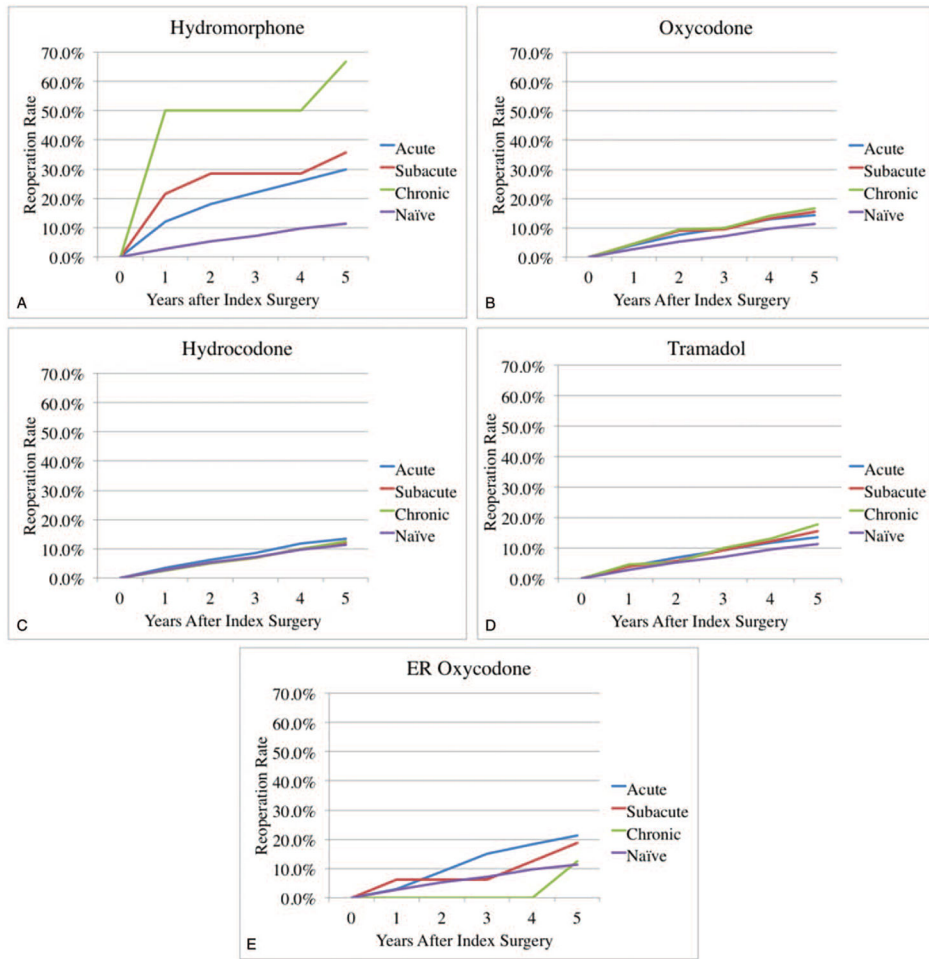 Hydromorphone
70.0%
60.0%
50.0%
40.0%
30.0%
20.0%
10.0%
0.0%
Reoperation Rate
Acute
Subacute
Chronic
Naïve
0 1 2 3 4 5
Years after Index Surgery
A
Oxycodone
70.0%
60.0%
50.0%
40.0%
30.0%
20.0%
10.0%
0.0%
Reoperation Rate
Acute
Subacute
Chronic
Naïve
0 1 2 3 4 5
Years After Index Surgery
B
Hydrocodone
70.0%
60.0%
50.0%
40.0%
30.0%
20.0%
10.0%
0.0%
Reoperation Rate
Acute
Subacute
Chronic
Naïve
0 1 2 3 4 5
Years After Index Surgery
C
Tramadol
70.0%
60.0%
50.0%
40.0%
30.0%
20.0%
10.0%
0.0%
Reoperation Rate
Acute
Subacute
Chronic
Naïve
0 1 2 3 4 5
Years After Index Surgery
D
ER Oxycodone
70.0%
60.0%
50.0%
40.0%
30.0%
20.0%
10.0%
0.0%
Reoperation Rate
Acute
Subacute
Chronic
Naïve
0 1 2 3 4 5
Years After Index Surgery
E